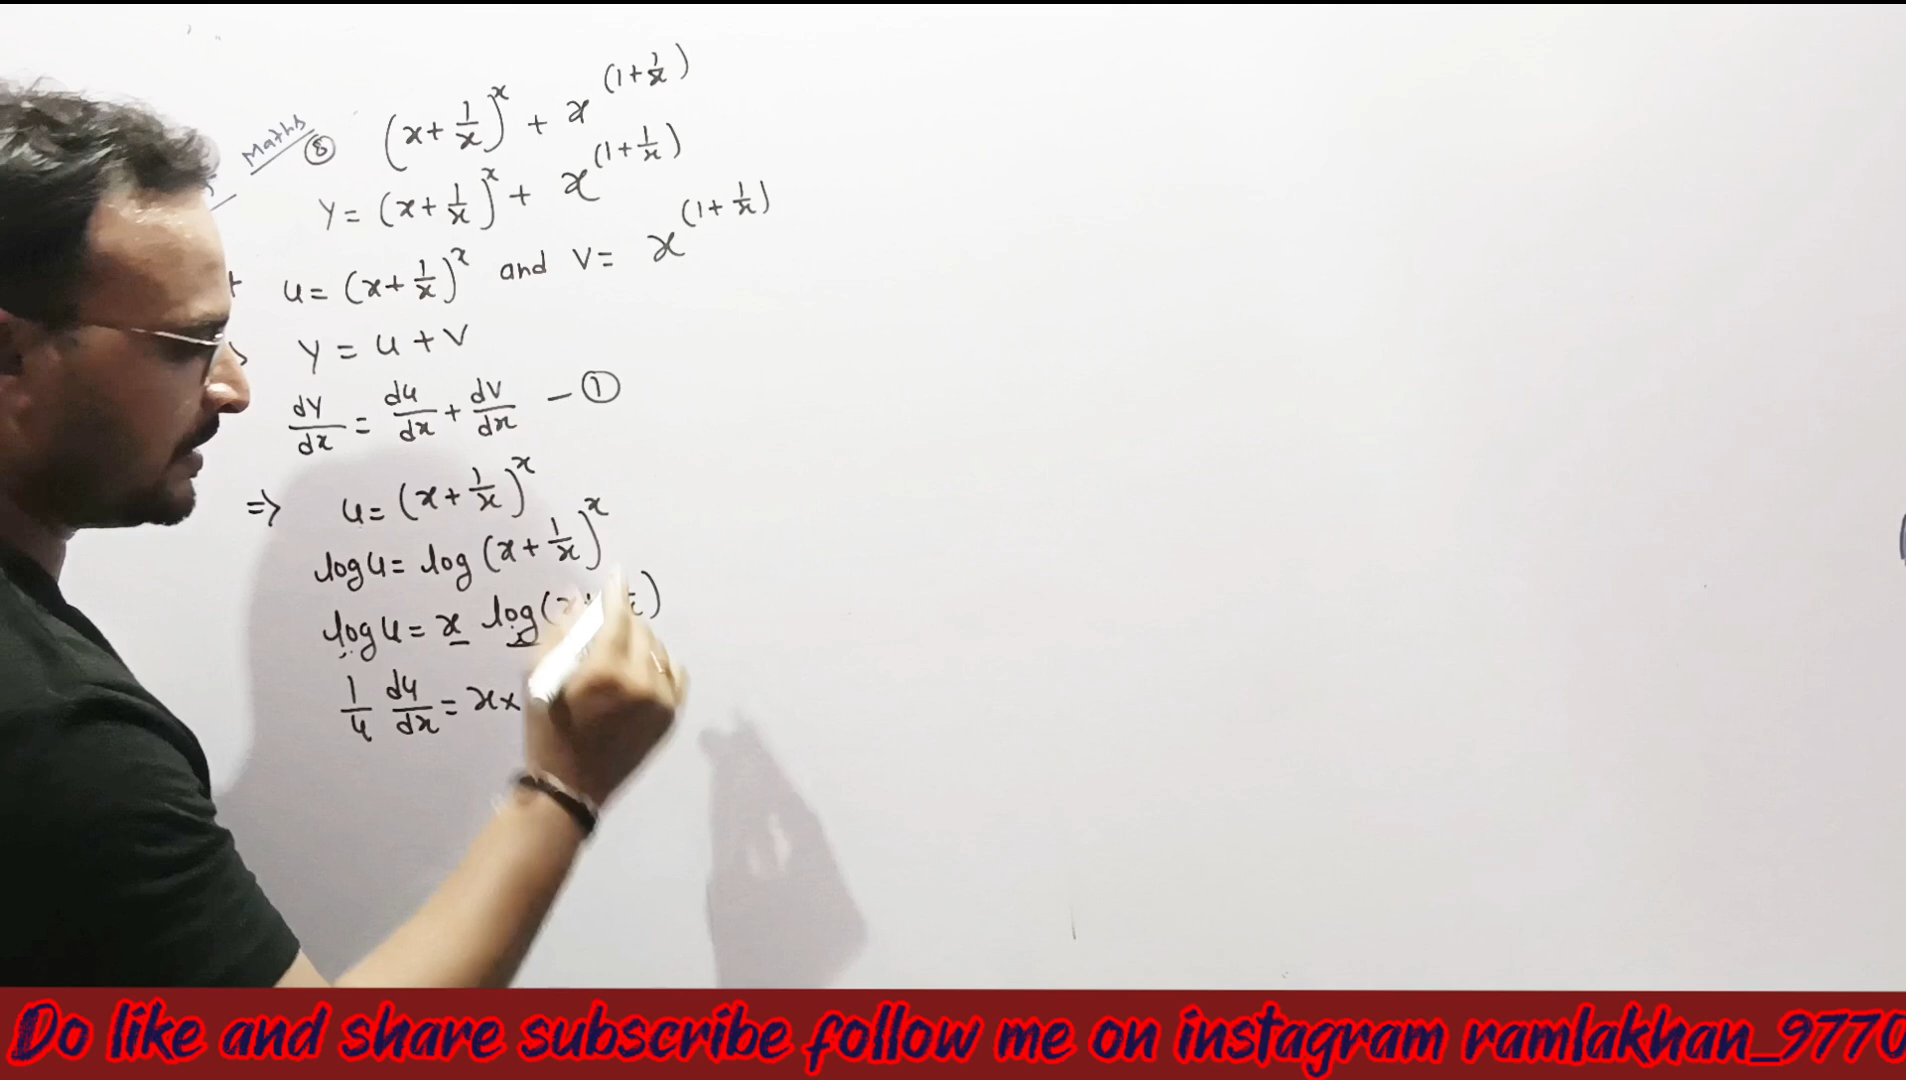 Maths
⑧ (x+1/x)^x + x^(1+1/x)
Y = (x+1/x)^x + x^(1+1/x)
u = (x+1/x)^x and V = x^(1+1/x)
Y = u + V
dy/dx = du/dx + dv/dx — ①
=> u = (x+1/x)^x
log u = log (x+1/x)^x
log u = x log(
1/u du/dx = x×
Do like and share subscribe follow me on instagram ramlakhan_9770